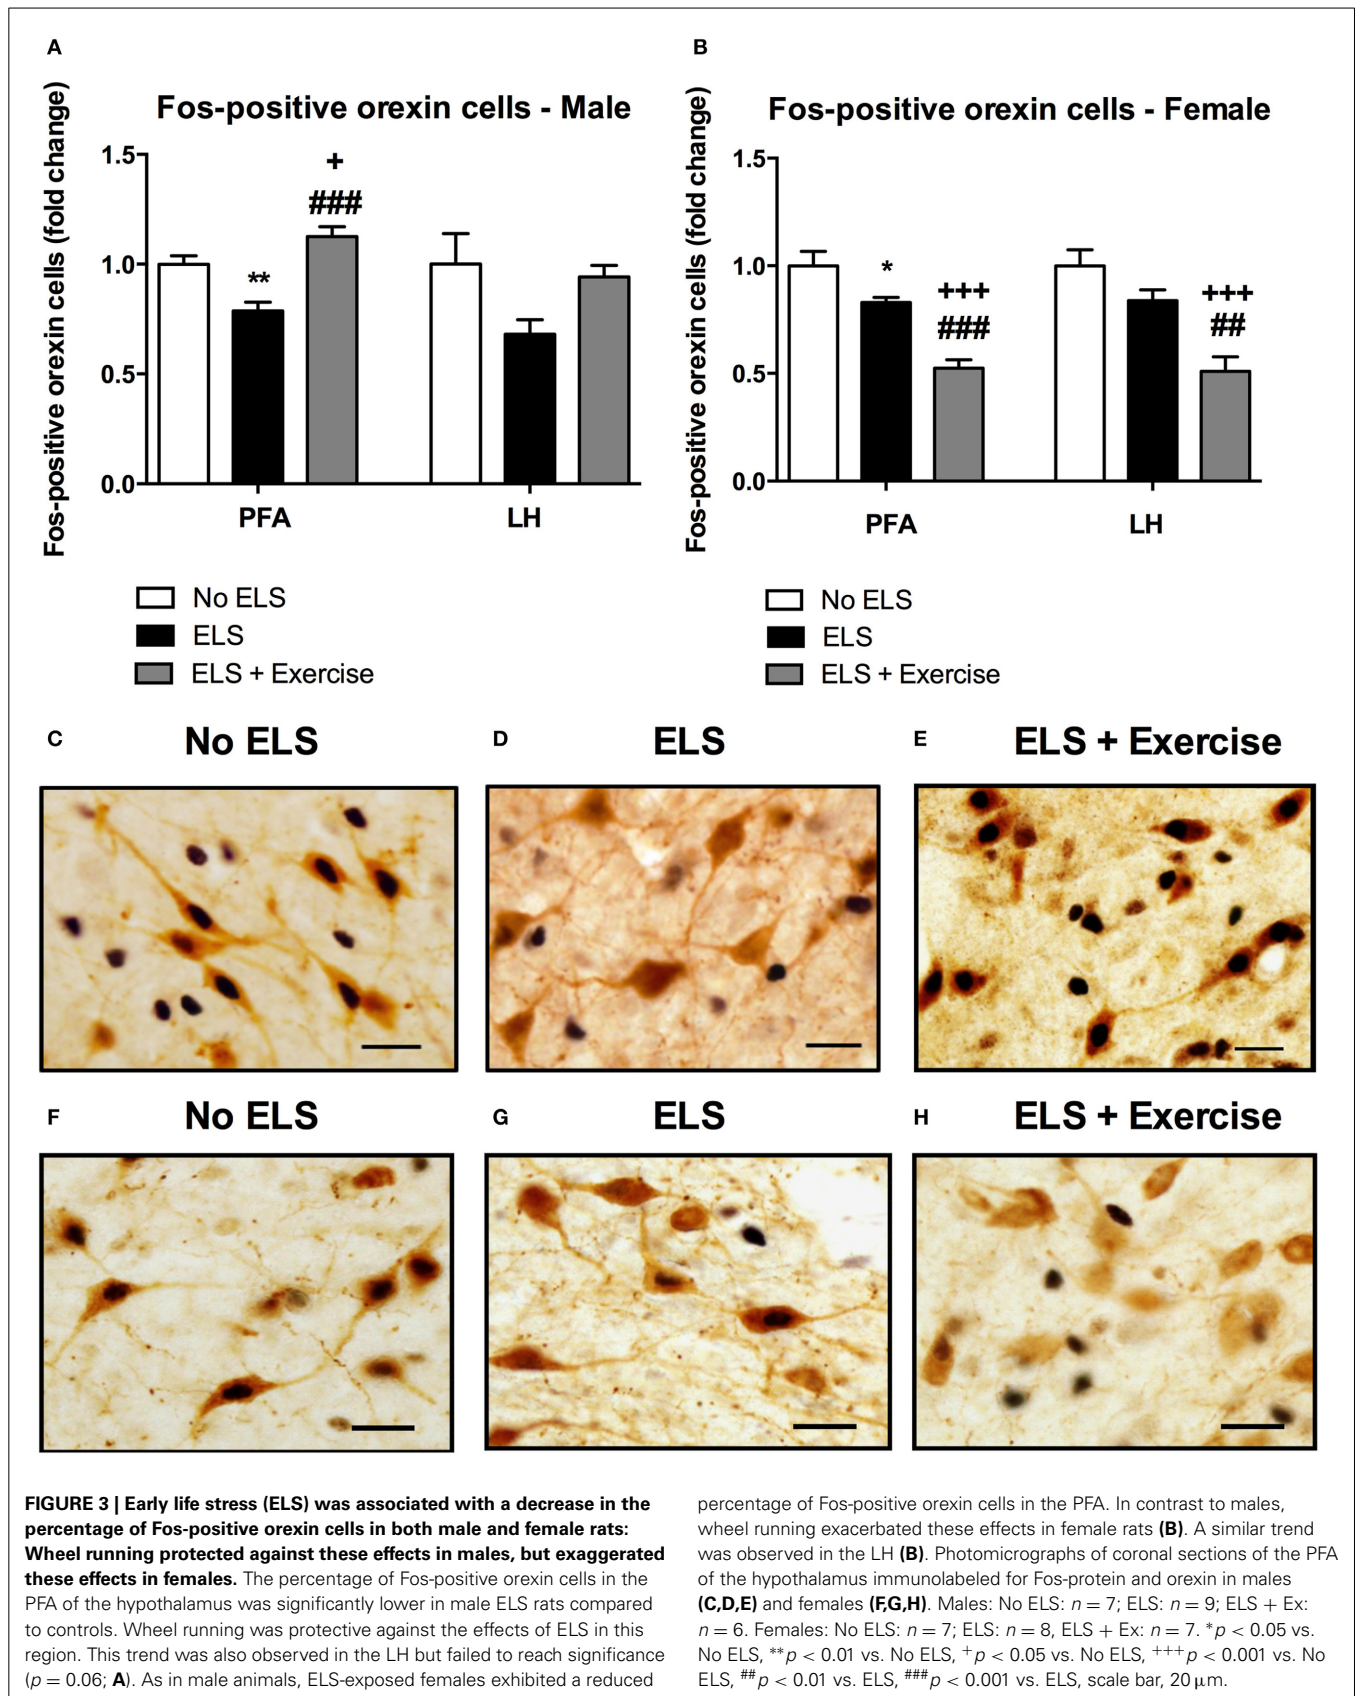 A
Fos-positive orexin cells - Male
Fos-positive orexin cells (fold change)
1.5
1.0
0.5
0.0
**
+
###
PFA
LH
No ELS
ELS
ELS + Exercise
B
Fos-positive orexin cells - Female
Fos-positive orexin cells (fold change)
1.5
1.0
0.5
0.0
*
+++
###
+++
##
PFA
LH
No ELS
ELS
ELS + Exercise
C
No ELS
D
ELS
E
ELS + Exercise
F
No ELS
G
ELS
H
ELS + Exercise
FIGURE 3 | Early life stress (ELS) was associated with a decrease in the
percentage of Fos-positive orexin cells in both male and female rats:
Wheel running protected against these effects in males, but exaggerated
these effects in females. The percentage of Fos-positive orexin cells in the
PFA of the hypothalamus was significantly lower in male ELS rats compared
to controls. Wheel running was protective against the effects of ELS in this
region. This trend was also observed in the LH but failed to reach significance
(p = 0.06; A). As in male animals, ELS-exposed females exhibited a reduced
percentage of Fos-positive orexin cells in the PFA. In contrast to males,
wheel running exacerbated these effects in female rats (B). A similar trend
was observed in the LH (B). Photomicrographs of coronal sections of the PFA
of the hypothalamus immunolabeled for Fos-protein and orexin in males
(C,D,E) and females (F,G,H). Males: No ELS: n = 7; ELS: n = 9; ELS + Ex:
n = 6. Females: No ELS: n = 7; ELS: n = 8, ELS + Ex: n = 7. *p < 0.05 vs.
No ELS, **p < 0.01 vs. No ELS, +p < 0.05 vs. No ELS, +++p < 0.001 vs. No
ELS, ##p < 0.01 vs. ELS, ###p < 0.001 vs. ELS, scale bar, 20 μm.